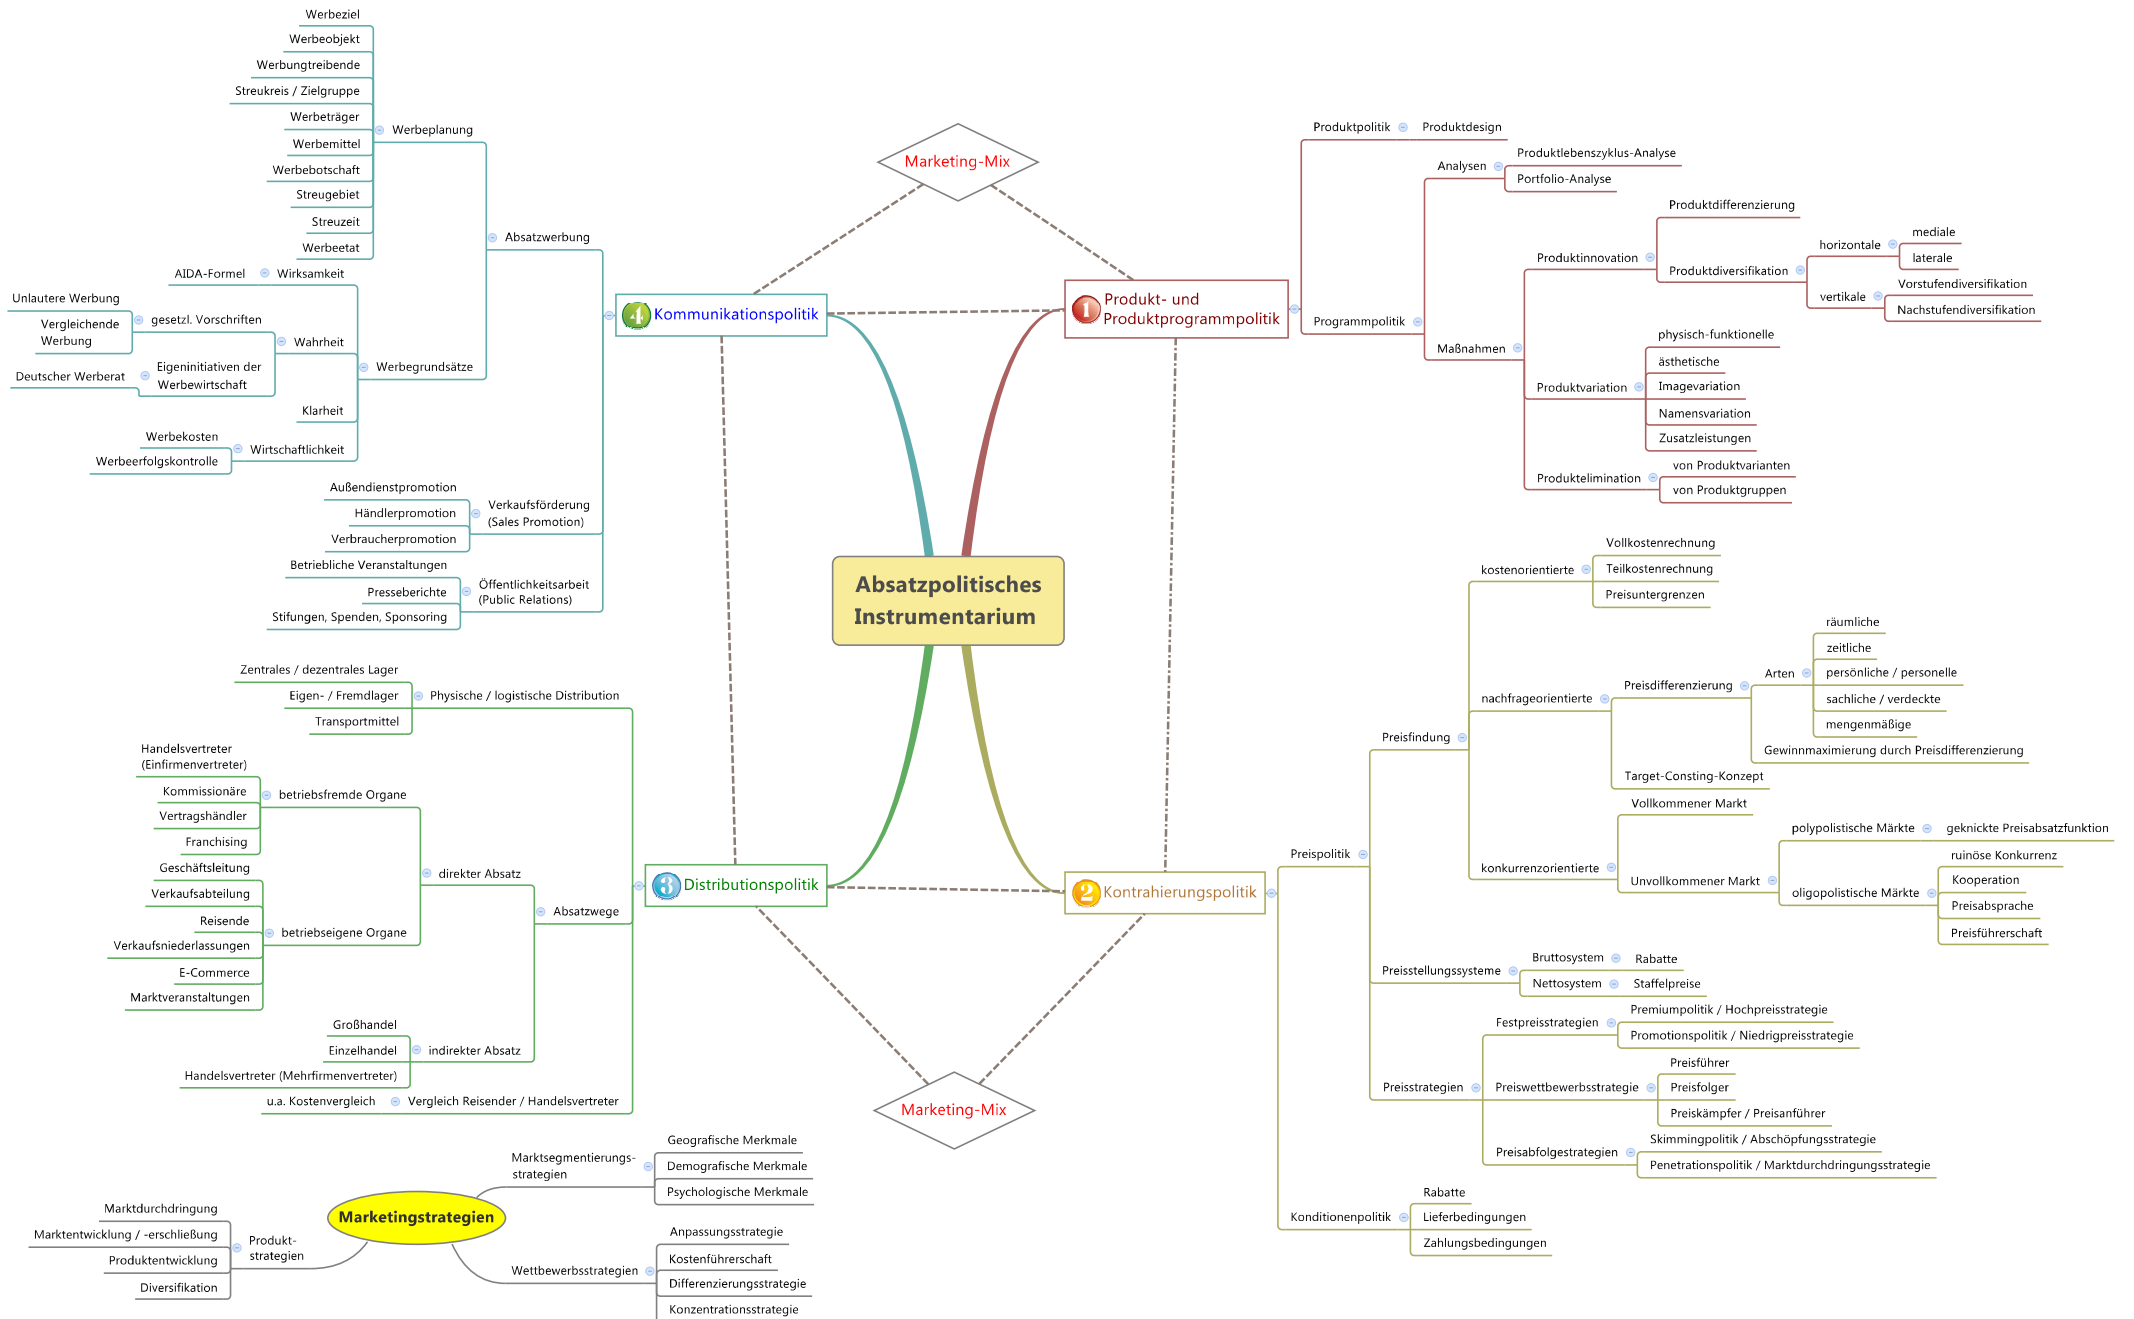 Absatzpolitisches
Instrumentarium
Marketing-Mix
1
Produkt- und
Produktprogrammpolitik
Produktpolitik
Produktdesign
Programmpolitik
Analysen
Produktlebenszyklus-Analyse
Portfolio-Analyse
Maßnahmen
Produktinnovation
Produktdifferenzierung
Produktdiversifikation
horizontale
mediale
laterale
vertikale
Vorstufendiversifikation
Nachstufendiversifikation
Produktvariation
physisch-funktionelle
ästhetische
Imagevariation
Namensvariation
Zusatzleistungen
Produktelimination
von Produktvarianten
von Produktgruppen
2
Kontrahierungspolitik
Preispolitik
Preisfindung
kostenorientierte
Vollkostenrechnung
Teilkostenrechnung
Preisuntergrenzen
nachfrageorientierte
Preisdifferenzierung
Arten
räumliche
zeitliche
persönliche / personelle
sachliche / verdeckte
mengenmäßige
Gewinnmaximierung durch Preisdifferenzierung
Target-Consting-Konzept
konkurrenzorientierte
Vollkommener Markt
Unvollkommener Markt
polypolistische Märkte
geknickte Preisabsatzfunktion
oligopolistische Märkte
ruinöse Konkurrenz
Kooperation
Preisabsprache
Preisführerschaft
Preisstellungssysteme
Bruttosystem
Rabatte
Nettosystem
Staffelpreise
Preisstrategien
Festpreisstrategien
Premiumpolitik / Hochpreisstrategie
Promotionspolitik / Niedrigpreisstrategie
Preiswettbewerbsstrategie
Preisführer
Preisfolger
Preiskämpfer / Preisanführer
Preisabfolgestrategien
Skimmingpolitik / Abschöpfungsstrategie
Penetrationspolitik / Marktdurchdringungsstrategie
Konditionenpolitik
Rabatte
Lieferbedingungen
Zahlungsbedingungen
3
Distributionspolitik
Physische / logistische Distribution
Zentrales / dezentrales Lager
Eigen- / Fremdlager
Transportmittel
Absatzwege
direkter Absatz
betriebsfremde Organe
Handelsvertreter
(Einfirmenvertreter)
Kommissionäre
Vertragshändler
Franchising
betriebseigene Organe
Geschäftsleitung
Verkaufsabteilung
Reisende
Verkaufsniederlassungen
E-Commerce
Marktveranstaltungen
indirekter Absatz
Großhandel
Einzelhandel
Handelsvertreter (Mehrfirmenvertreter)
Vergleich Reisender / Handelsvertreter
u.a. Kostenvergleich
4
Kommunikationspolitik
Absatzwerbung
Werbeplanung
Werbeziel
Werbeobjekt
Werbungtreibende
Streukreis / Zielgruppe
Werbeträger
Werbemittel
Werbebotschaft
Streugebiet
Streuzeit
Werbeetat
Werbegrundsätze
Wirksamkeit
AIDA-Formel
Wahrheit
gesetzl. Vorschriften
Unlautere Werbung
Vergleichende
Werbung
Eigeninitiativen der
Werbewirtschaft
Deutscher Werberat
Klarheit
Wirtschaftlichkeit
Werbekosten
Werbeerfolgskontrolle
Verkaufsförderung
(Sales Promotion)
Außendienstpromotion
Händlerpromotion
Verbraucherpromotion
Öffentlichkeitsarbeit
(Public Relations)
Betriebliche Veranstaltungen
Presseberichte
Stifungen, Spenden, Sponsoring
Marketing-Mix
Marketingstrategien
Marktsegmentierungs-
strategien
Geografische Merkmale
Demografische Merkmale
Psychologische Merkmale
Wettbewerbsstrategien
Anpassungsstrategie
Kostenführerschaft
Differenzierungsstrategie
Konzentrationsstrategie
Produkt-
strategien
Marktdurchdringung
Marktentwicklung / -erschließung
Produktentwicklung
Diversifikation